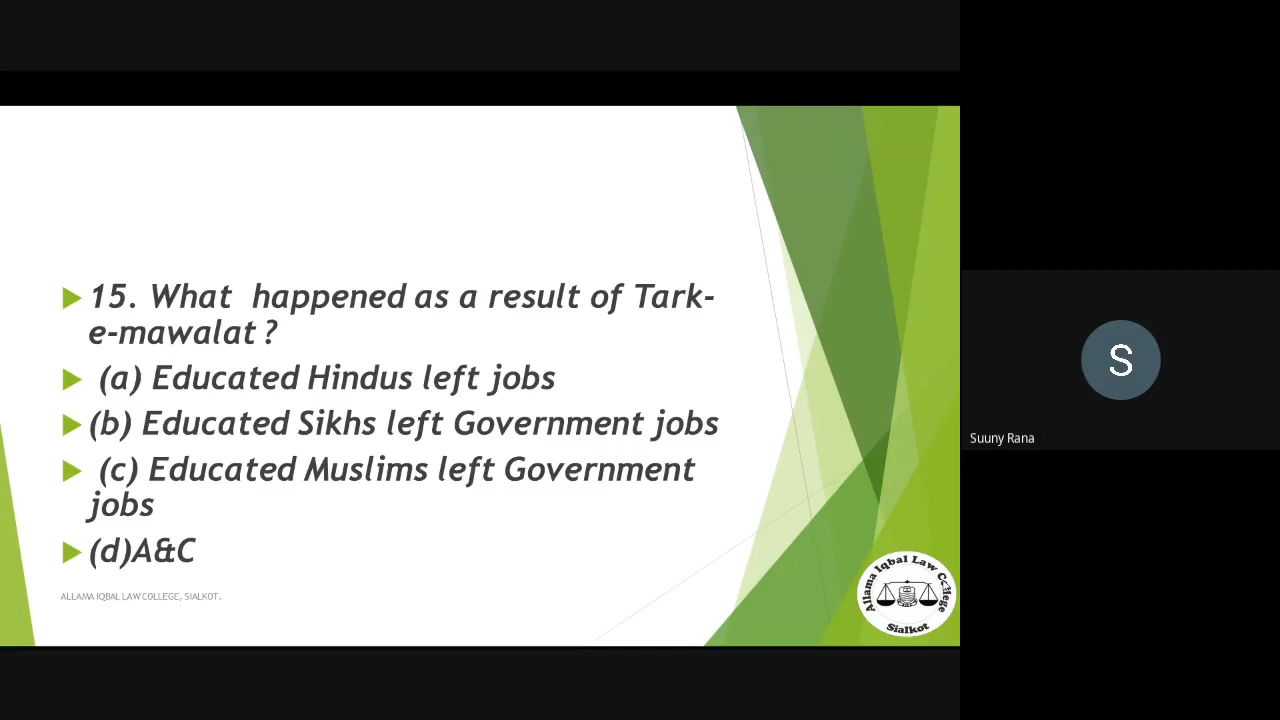 15. What  happened as a result of Tark-
e-mawalat ?
(a) Educated Hindus left jobs
(b) Educated Sikhs left Government jobs
(c) Educated Muslims left Government
jobs
(d)A&C
ALLAMA IQBAL LAW COLLEGE, SIALKOT.
Allama Iqbal Law College
Sialkot
S
Suuny Rana